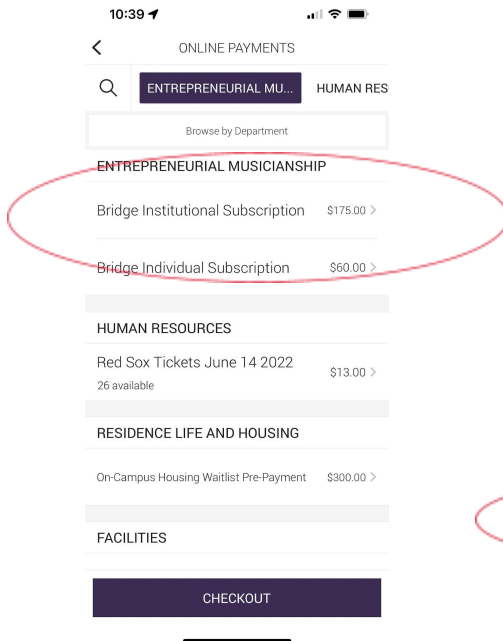 10:39
ONLINE PAYMENTS
ENTREPRENEURIAL MU... HUMAN RES
Browse by Department
ENTREPRENEURIAL MUSICIANSHIP
Bridge Institutional Subscription $175.00 >
Bridge Individual Subscription $60.00 >
HUMAN RESOURCES
Red Sox Tickets June 14 2022
26 available
$13.00 >
RESIDENCE LIFE AND HOUSING
On-Campus Housing Waitlist Pre-Payment $300.00 >
FACILITIES
CHECKOUT